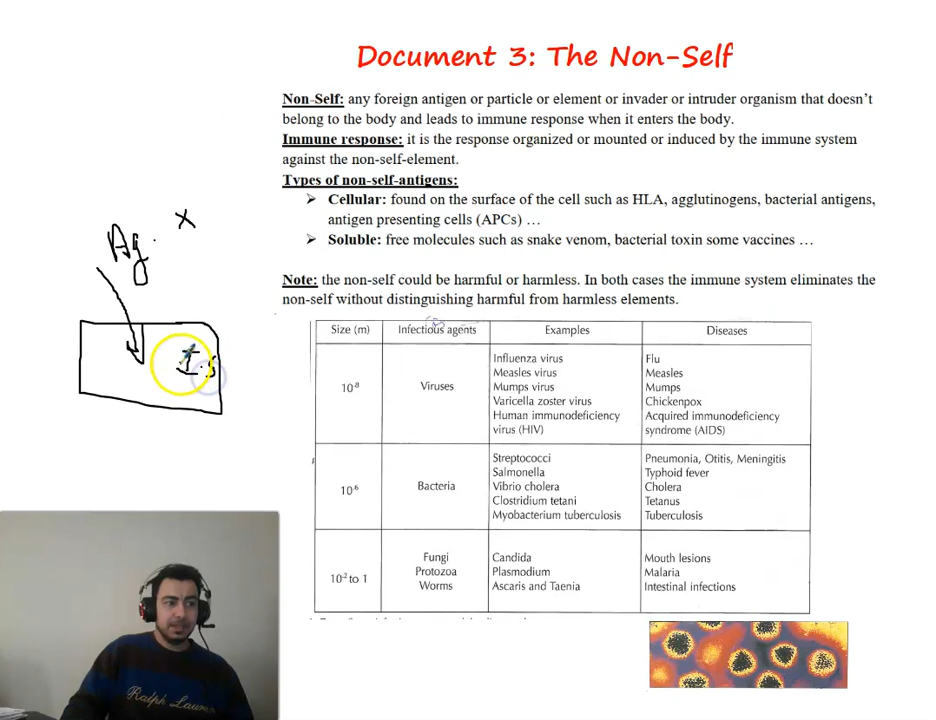 Document 3: The Non-Self
Non-Self: any foreign antigen or particle or element or invader or intruder organism that doesn't
belong to the body and leads to immune response when it enters the body.
Immune response: it is the response organized or mounted or induced by the immune system
against the non-self-element.
Types of non-self-antigens:
➢ Cellular: found on the surface of the cell such as HLA, agglutinogens, bacterial antigens,
antigen presenting cells (APCs) …
➢ Soluble: free molecules such as snake venom, bacterial toxin some vaccines …
Note: the non-self could be harmful or harmless. In both cases the immune system eliminates the
non-self without distinguishing harmful from harmless elements.
Ag. x
I.S
Size (m) Infectious agents Examples Diseases
10-8 Viruses
Influenza virus Flu
Measles virus Measles
Mumps virus Mumps
Varicella zoster virus Chickenpox
Human immunodeficiency Acquired immunodeficiency
virus (HIV) syndrome (AIDS)
10-6 Bacteria
Streptococci Pneumonia, Otitis, Meningitis
Salmonella Typhoid fever
Vibrio cholera Cholera
Clostridium tetani Tetanus
Myobacterium tuberculosis Tuberculosis
10-2 to 1
Fungi Candida Mouth lesions
Protozoa Plasmodium Malaria
Worms Ascaris and Taenia Intestinal infections
Ralph Lauren